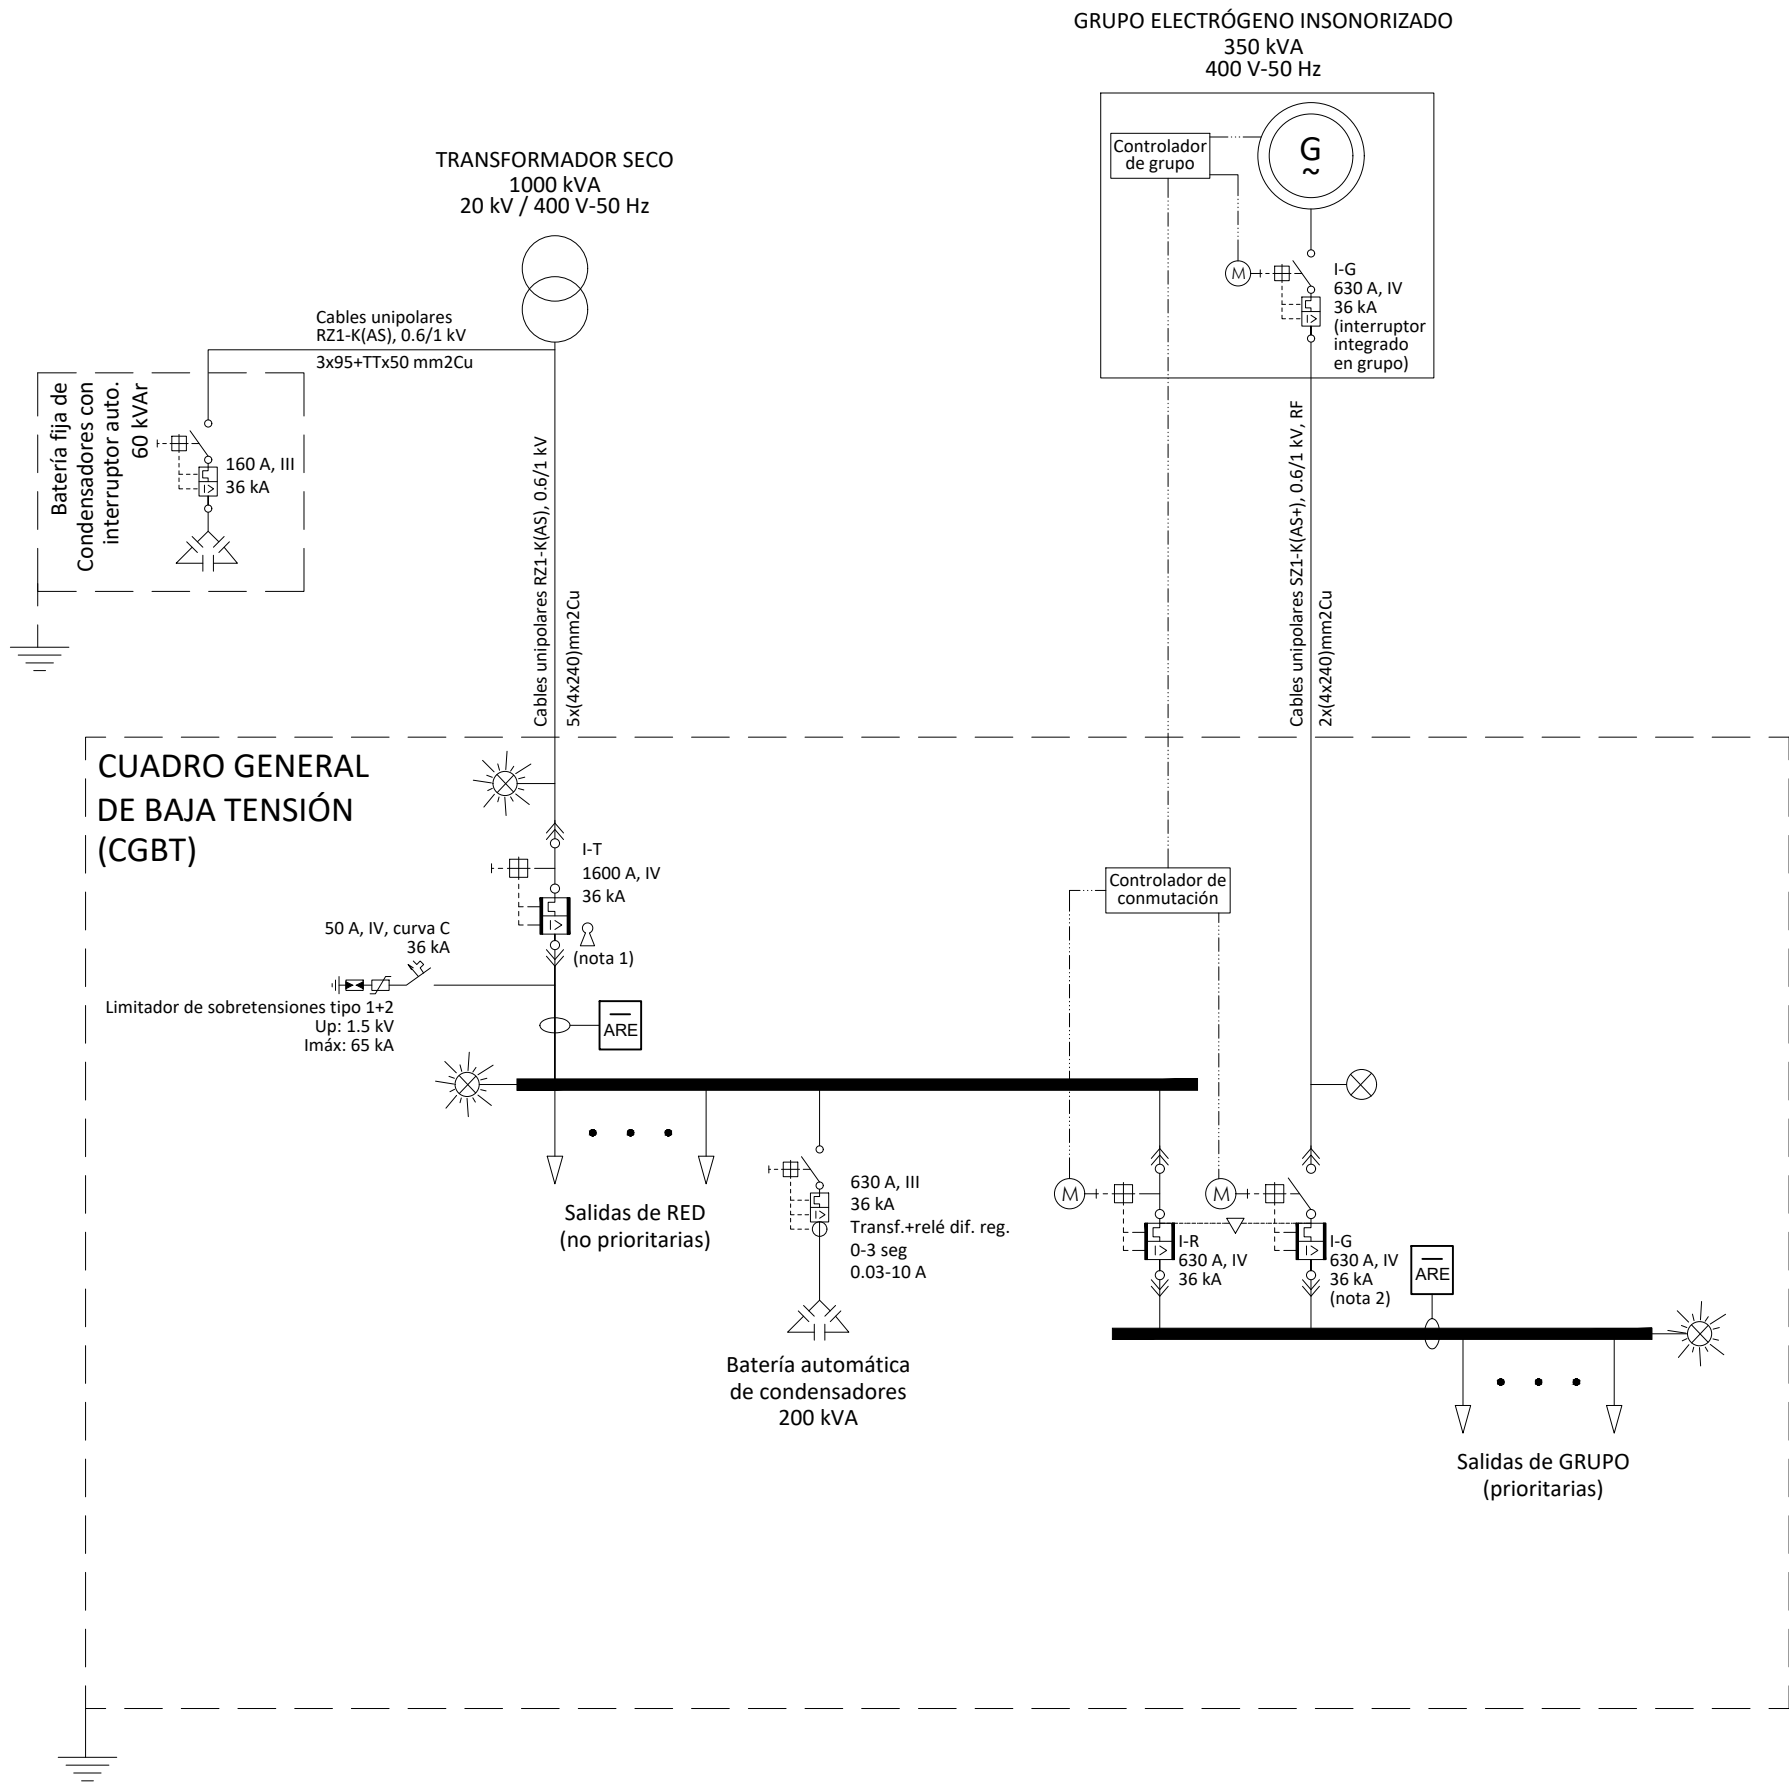 GRUPO ELECTRÓGENO INSONORIZADO
350 kVA
400 V-50 Hz
Controlador
de grupo
G
~
M
I-G
630 A, IV
36 kA
(interruptor
integrado
en grupo)
I>
TRANSFORMADOR SECO
1000 kVA
20 kV / 400 V-50 Hz
Cables unipolares
RZ1-K(AS), 0.6/1 kV
3x95+TTx50 mm2Cu
Batería fija de
Condensadores con
interruptor auto.
60 kVAr
160 A, III
36 kA
I>
Cables unipolares RZ1-K(AS), 0.6/1 kV
5x(4x240)mm2Cu
Cables unipolares SZ1-K(AS+), 0.6/1 kV, RF
2x(4x240)mm2Cu
CUADRO GENERAL
DE BAJA TENSIÓN
(CGBT)
I-T
1600 A, IV
36 kA
I>
(nota 1)
50 A, IV, curva C
36 kA
Limitador de sobretensiones tipo 1+2
Up: 1.5 kV
Imáx: 65 kA
ARE
Controlador de
conmutación
Salidas de RED
(no prioritarias)
630 A, III
36 kA
Transf.+relé dif. reg.
0-3 seg
0.03-10 A
I>
Batería automática
de condensadores
200 kVA
M
I-R
630 A, IV
36 kA
I>
M
I-G
630 A, IV
36 kA
(nota 2)
I>
ARE
Salidas de GRUPO
(prioritarias)